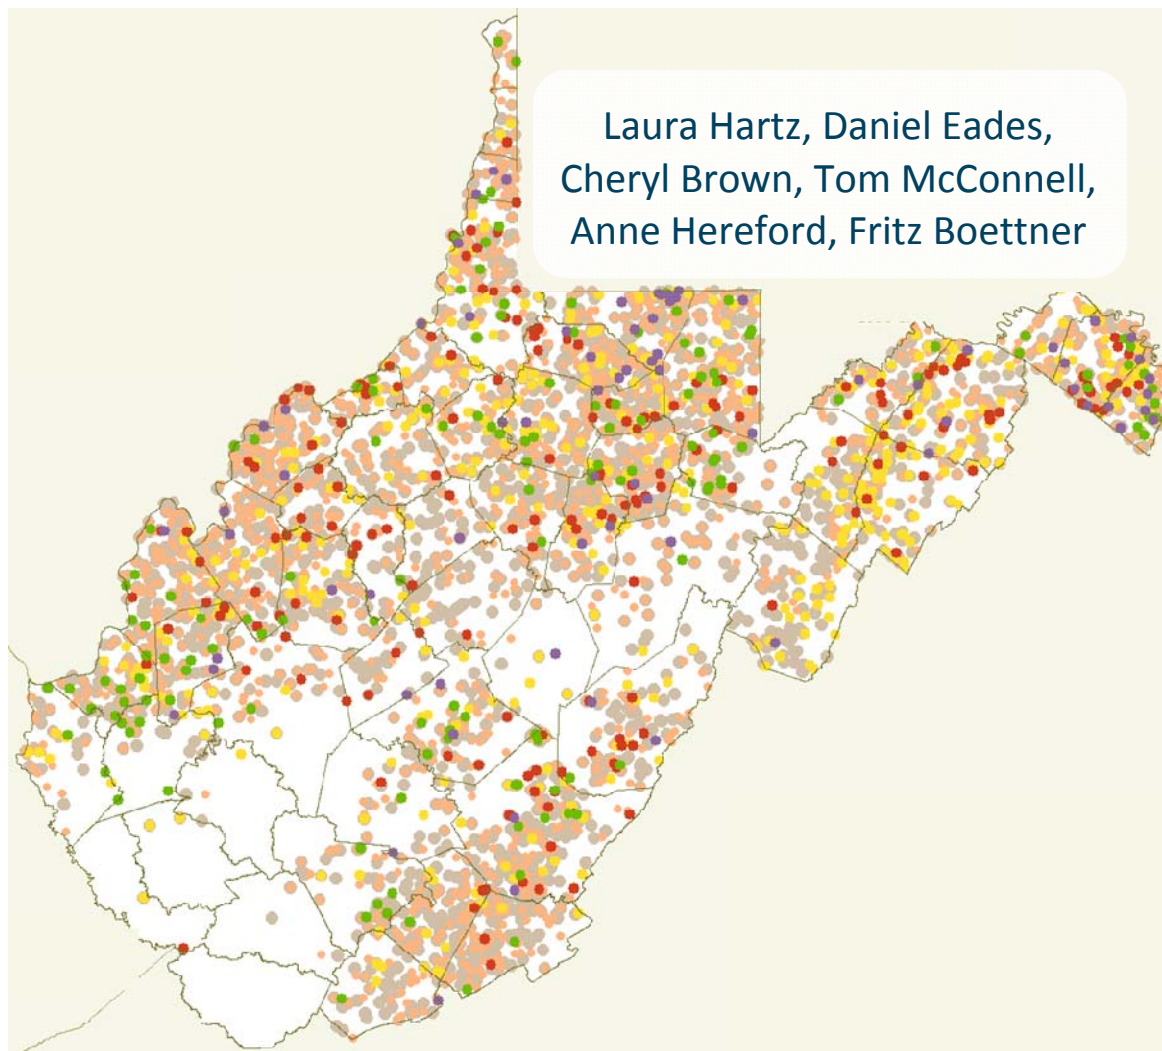 Laura Hartz, Daniel Eades,
Cheryl Brown, Tom McConnell,
Anne Hereford, Fritz Boettner